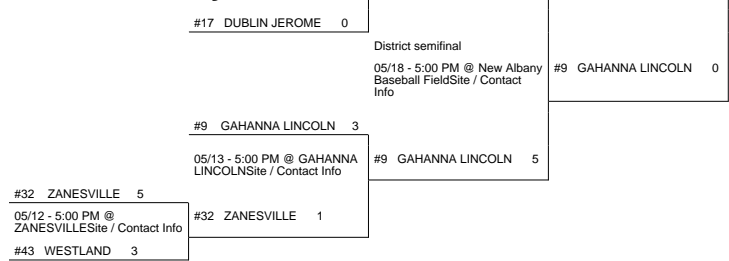 #17 DUBLIN JEROME 0
District semifinal
05/18 - 5:00 PM @ New Albany
Baseball FieldSite / Contact
Info
#9 GAHANNA LINCOLN 0
#9 GAHANNA LINCOLN 3
05/13 - 5:00 PM @ GAHANNA
LINCOLNSite / Contact Info
#9 GAHANNA LINCOLN 5
#32 ZANESVILLE 5
05/12 - 5:00 PM @
ZANESVILLESite / Contact Info
#32 ZANESVILLE 1
#43 WESTLAND 3